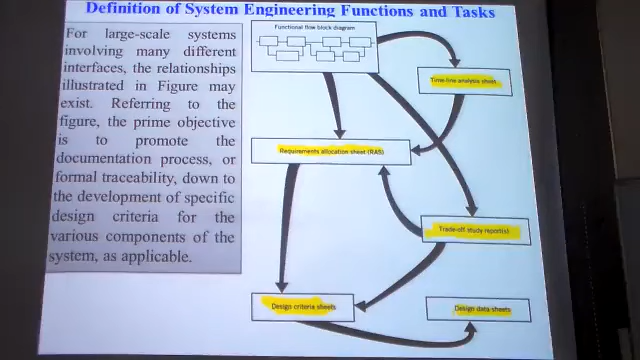 Definition of System Engineering Functions and Tasks
For large-scale systems
involving many different
interfaces, the relationships
illustrated in Figure may
exist. Referring to the
figure, the prime objective
is to promote the
documentation process, or
formal traceability, down to
the development of specific
design criteria for the
various components of the
system, as applicable.
Functional flow block diagram
Time-line analysis sheet
Requirements allocation sheet (RAS)
Trade-off study report(s)
Design criteria sheets
Design data sheets